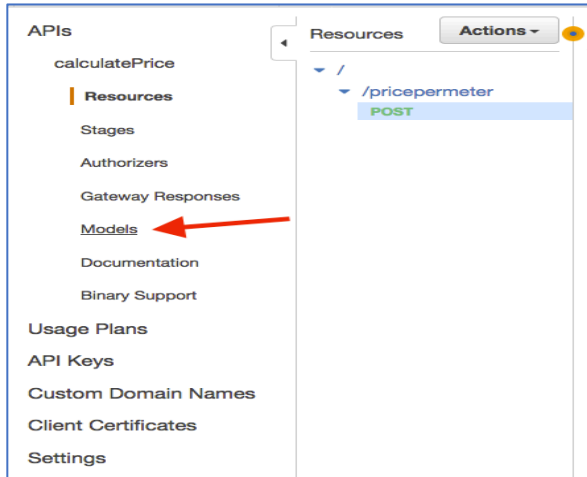 APIs
calculatePrice
Resources
Stages
Authorizers
Gateway Responses
Models
Documentation
Binary Support
Usage Plans
API Keys
Custom Domain Names
Client Certificates
Settings
Resources
Actions
/
/pricepermeter
POST